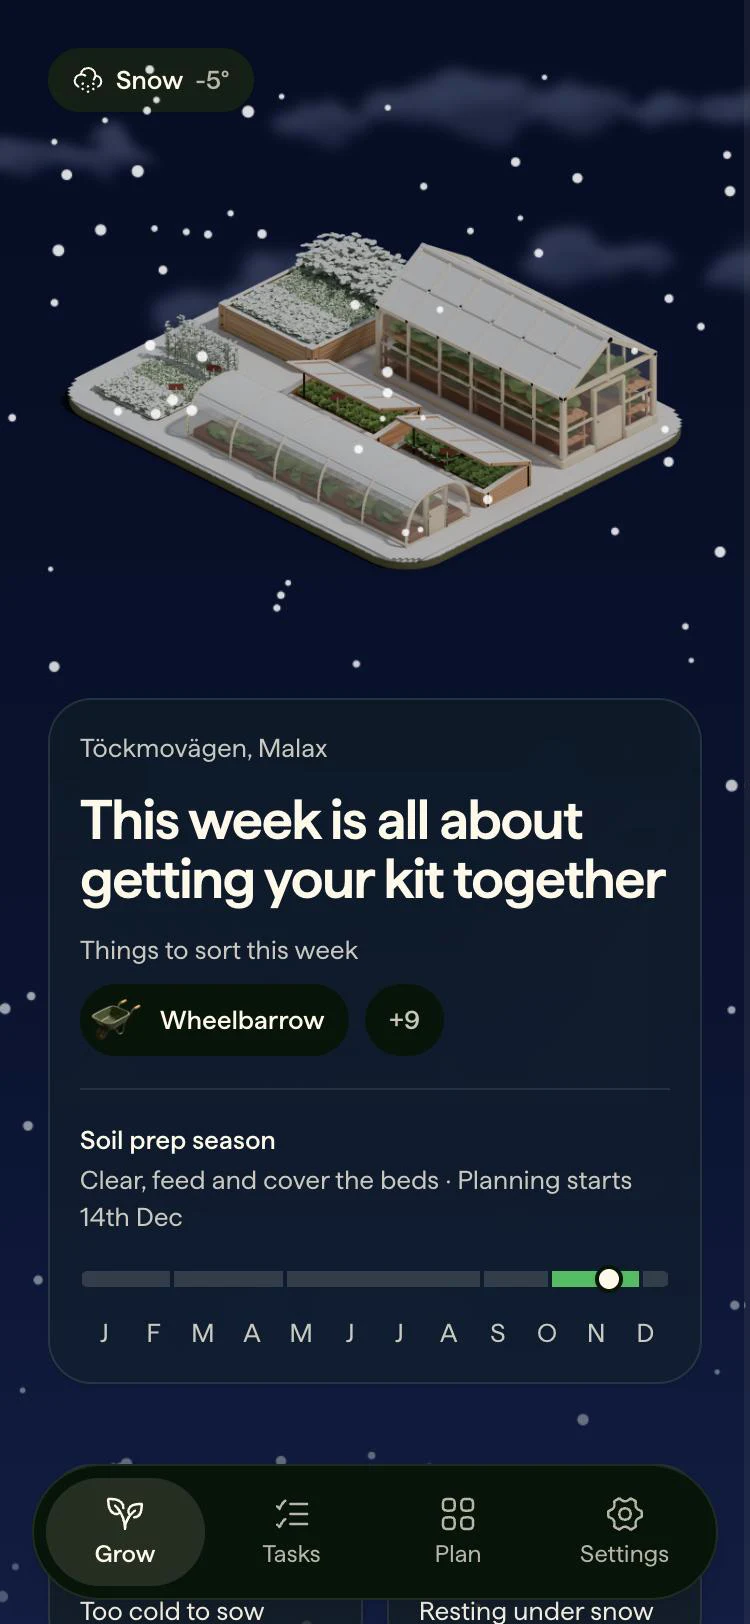 Snow -5°
Töckmovägen, Malax
This week is all about
getting your kit together
Things to sort this week
Wheelbarrow
+9
Soil prep season
Clear, feed and cover the beds · Planning starts
14th Dec
J F M A M J J A S O N D
Grow
Tasks
Plan
Settings
Too cold to sow
Resting under snow